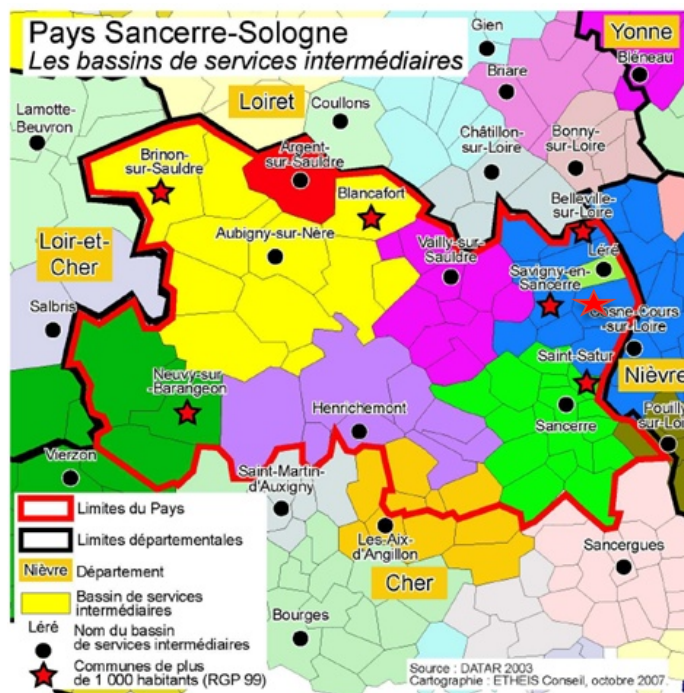 Pays Sancerre-Sologne
Les bassins de services intermédiaires
Yonne
Bléneau
Gien
Briare
Loiret
Coullons
Lamotte-
Beuvron
Châtillon-
sur-Loire
Bonny-
sur-Loire
Brinon-
sur-Sauldre
Argent-
sur-Sauldre
Blancafort
Belleville-
sur-Loire
Aubigny-sur-Nère
Vailly-sur-
Sauldre
Léré
Loir-et-
Cher
Savigny-en-
Sancerre
Salbris
-sur-Loire
Nièvre
Saint-Satur
Neuvy-sur
-Barangeon
Henrichemont
Sancerre
Pouilly-
sur-Loi
Vierzon
Saint-Martin-
d'Auxigny
Les-Aix-
d'Angillon
Cher
Sancergues
Bourges
Limites du Pays
Limites départementales
Nièvre Département
Bassin de services
intermédiaires
Léré Nom du bassin
de services intermédiaires
Communes de plus
de 1 000 habitants (RGP 99)
Source : DATAR 2003
Cartographie : ETHEIS Conseil, octobre 2007.